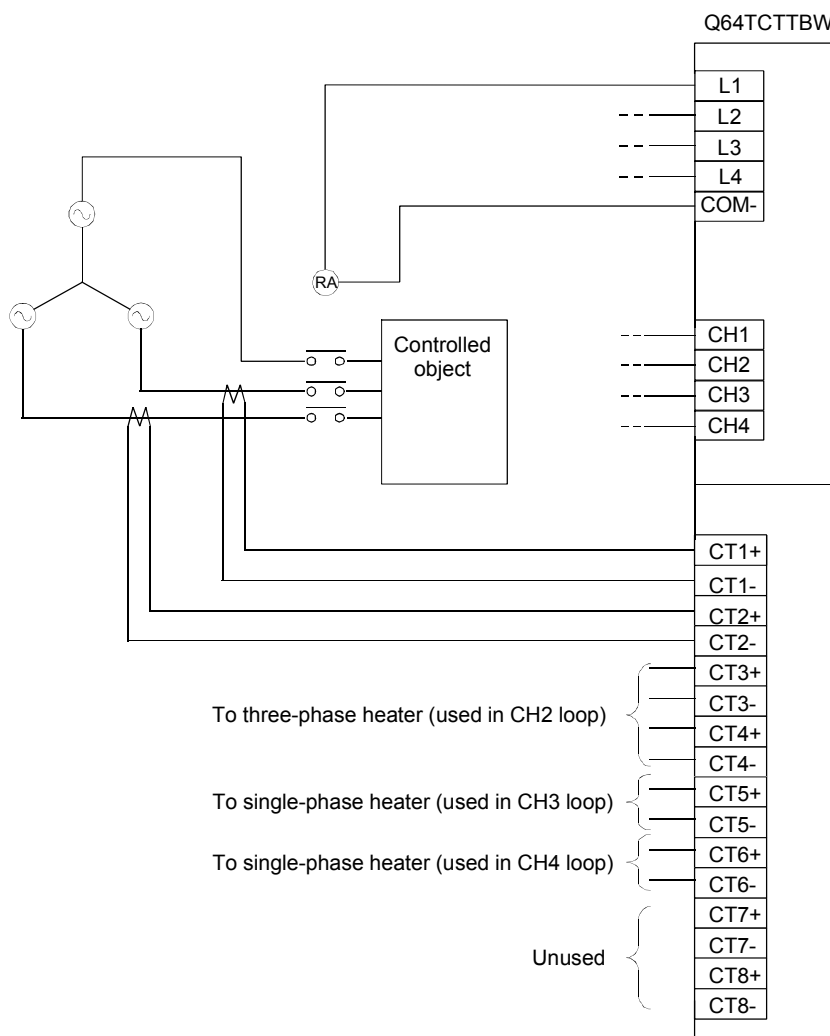 Q64TCTTBW
L1
L2
L3
L4
COM-
RA
Controlled
object
CH1
CH2
CH3
CH4
CT1+
CT1-
CT2+
CT2-
CT3+
CT3-
To three-phase heater (used in CH2 loop)
CT4+
CT4-
CT5+
To single-phase heater (used in CH3 loop)
CT5-
CT6+
To single-phase heater (used in CH4 loop)
CT6-
CT7+
CT7-
Unused
CT8+
CT8-